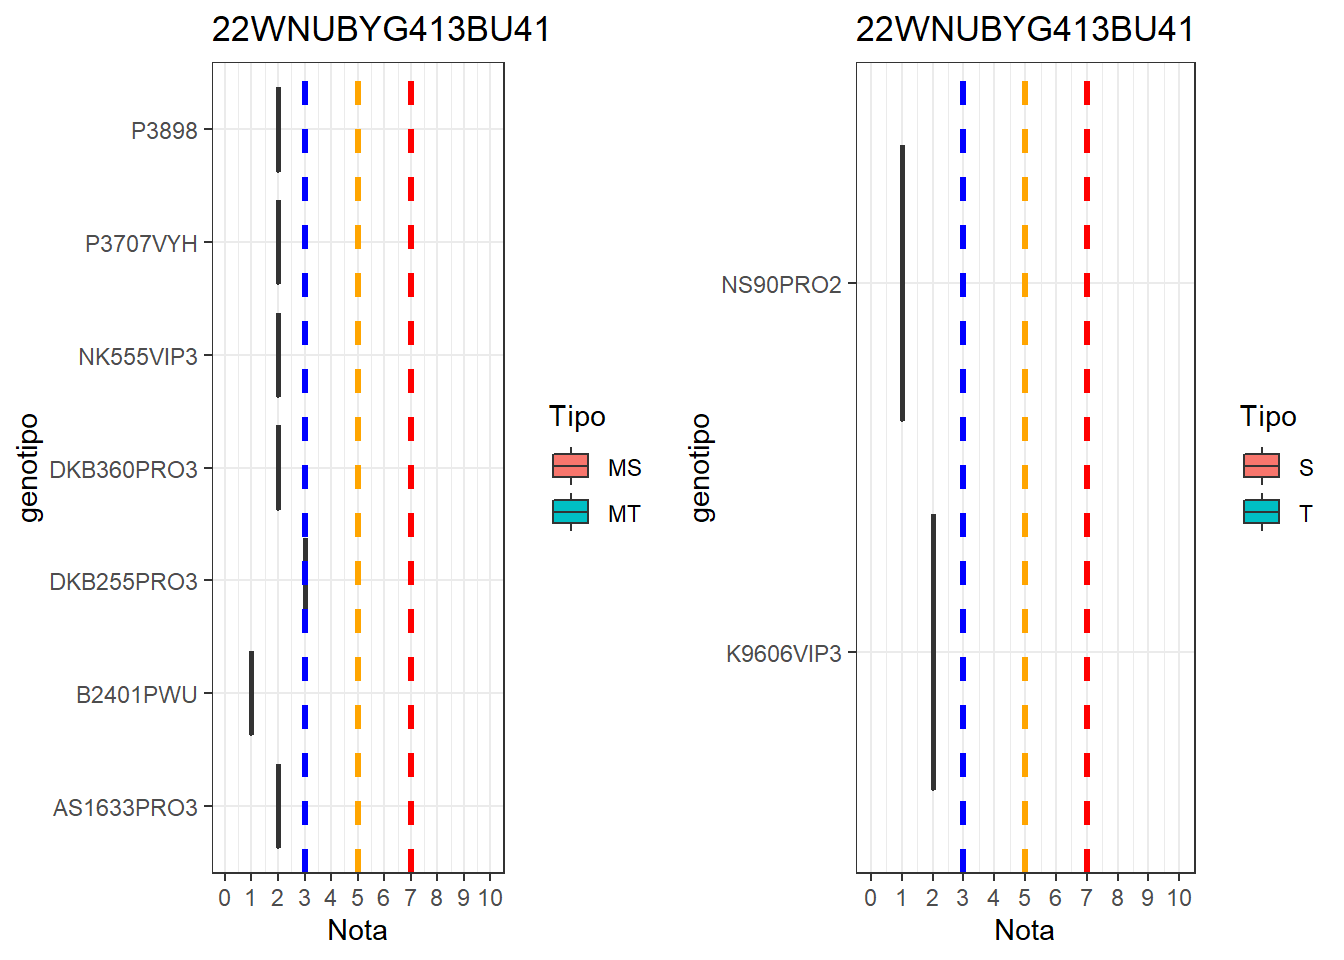 22WNUBYG413BU41
genotipo
P3898
P3707VYH
NK555VIP3
DKB360PRO3
DKB255PRO3
B2401PWU
AS1633PRO3
0 1 2 3 4 5 6 7 8 9 10
Nota
Tipo
MS
MT
22WNUBYG413BU41
genotipo
NS90PRO2
K9606VIP3
0 1 2 3 4 5 6 7 8 9 10
Nota
Tipo
S
T